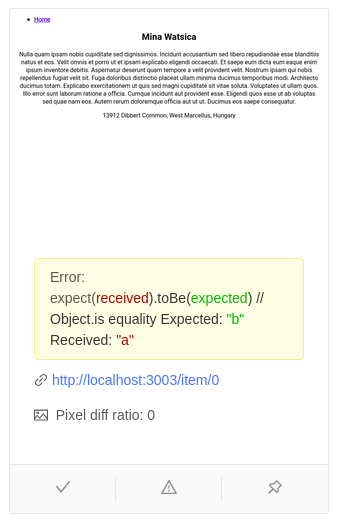 Home
Mina Watsica
Nulla quam ipsam nobis cupiditate sed dignissimos. Incidunt accusantium sed libero repudiandae esse blanditiis
natus et eos. Velit omnis et porro ut et ipsam explicabo eligendi occaecati. Et saepe eum dicta eum eaque enim
ipsum inventore debitis. Aspernatur deserunt quam tempore a velit provident velit. Nostrum ipsam qui nobis
repellendus fugiat velit sit. Fuga doloribus distinctio placeat ullam ducimus temporibus modi. Architecto
ducimus totam. Explicabo exercitationem ut quis sed magni cupiditate sit vitae soluta. Voluptates ut ullam quis.
Illo error sunt laborum ratione a officia. Cumque incidunt aut provident esse. Eligendi quos esse ut ab voluptas
sed quae nam eos. Autem rerum doloremque officia aut ut ut. Ducimus eos saepe consequatur.
13912 Dibbert Common, West Marcellus, Hungary
Error:
expect(received).toBe(expected) //
Object.is equality Expected: "b"
Received: "a"
http://localhost:3003/item/0
Pixel diff ratio: 0